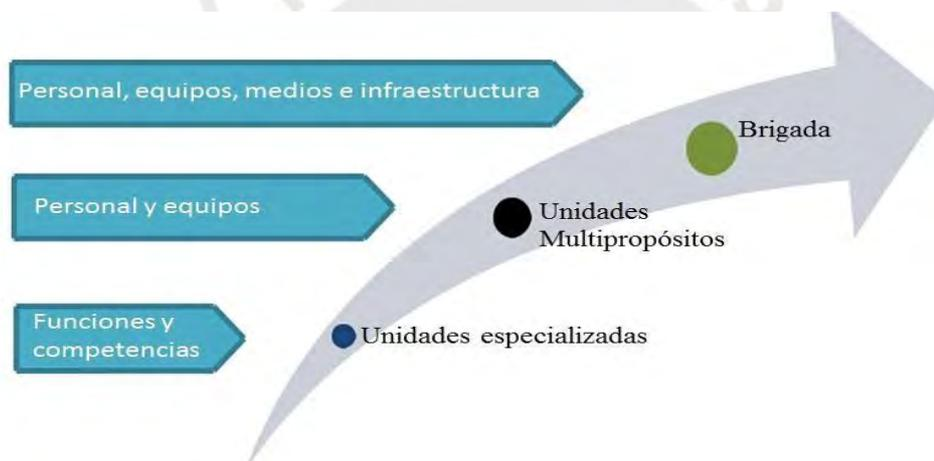 Personal, equipos, medios e infraestructura
Brigada
Personal y equipos
Unidades
Multipropósitos
Funciones y
competencias
Unidades especializadas